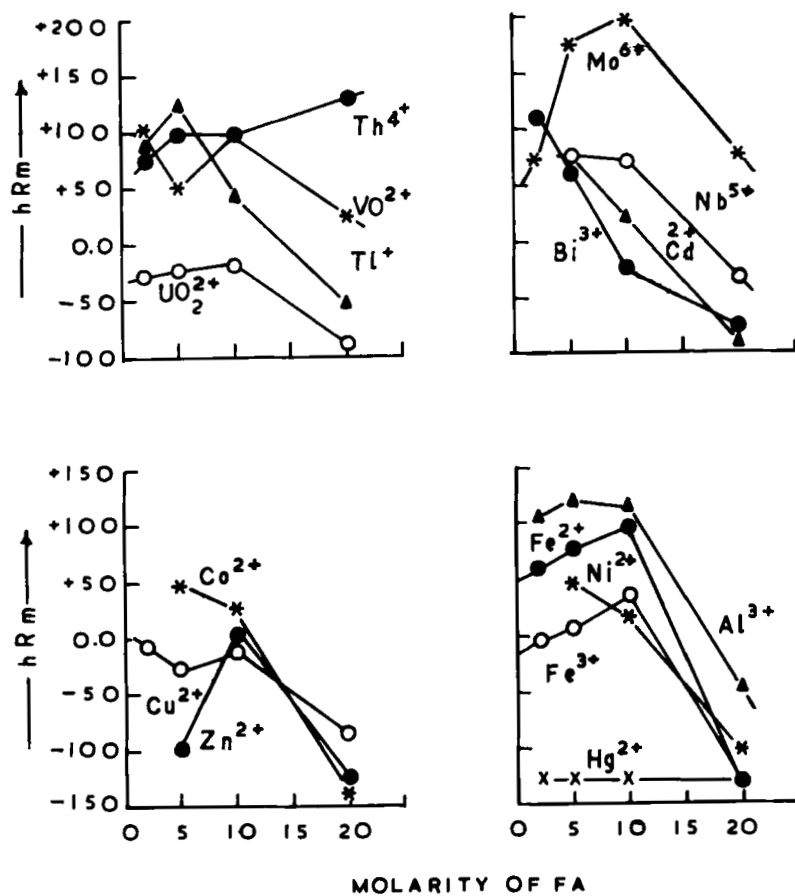 +200
+150
+100
+50
0.0
-50
-100
hRm
Th4+
VO2+
Tl+
UO22+
Mo6+
Nb5+
Cd2+
Bi3+
+150
+100
+50
0.0
-50
-100
-150
hRm
Co2+
Cu2+
Zn2+
0 5 10 15 20
Fe2+
Ni2+
Al3+
Fe3+
Hg2+
0 5 10 15 20
MOLARITY OF FA